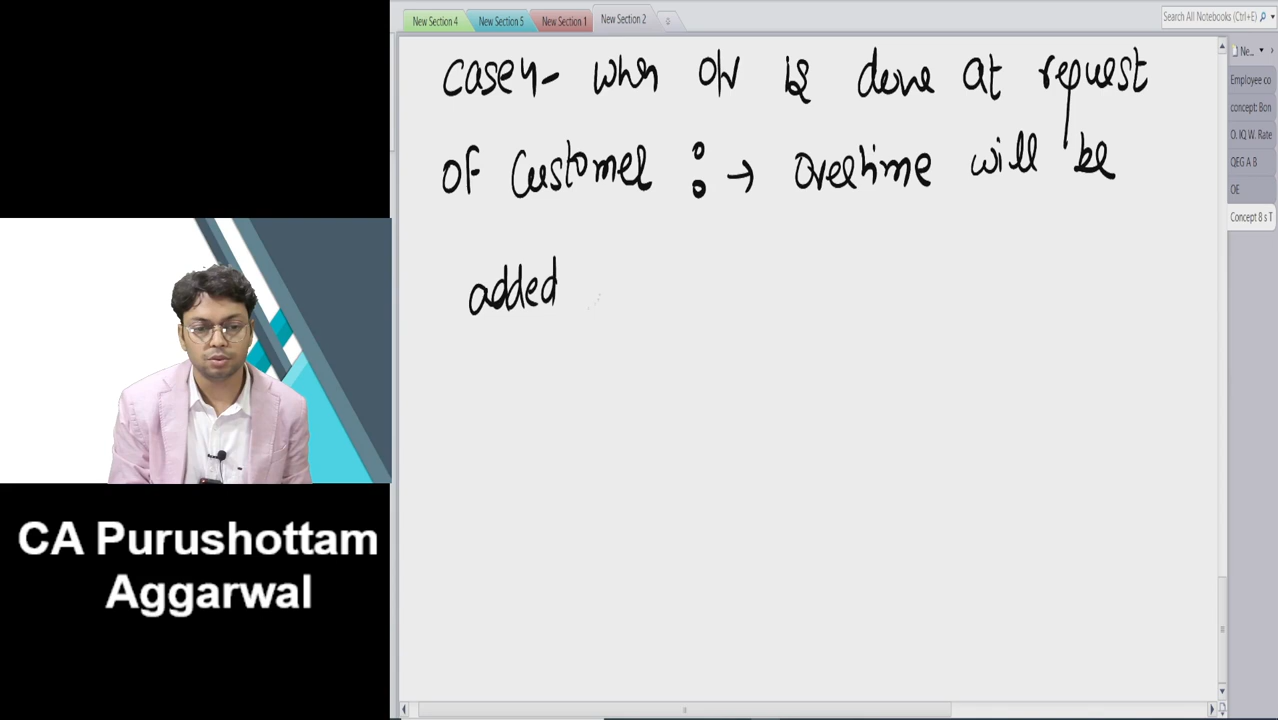 New Section 4
New Section 5
New Section 1
New Section 2
Search All Notebooks (Ctrl+E)
Ne...
Employee co
concept: Bon
O. IQ W. Rate
QEG A B
OE
Concept 8 s T
Case4- when O/W is done at request
of Customer : → overtime will be
added
CA Purushottam
Aggarwal